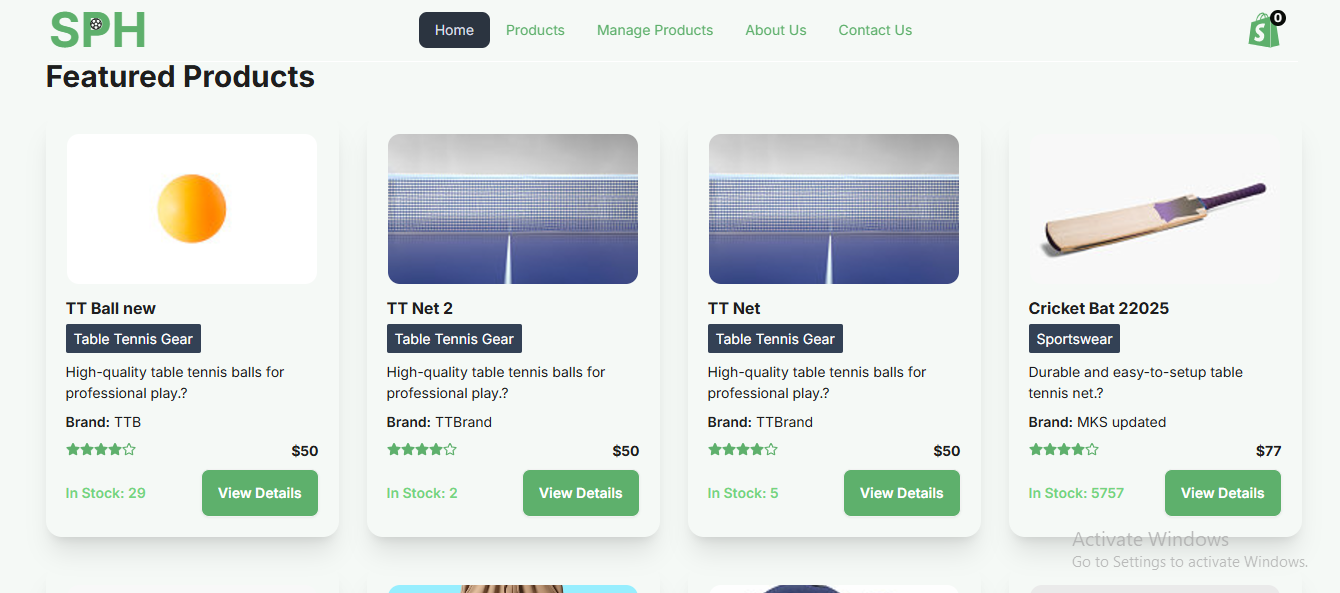 SPH
Home Products Manage Products About Us Contact Us
S
0
Featured Products
TT Ball new
Table Tennis Gear
High-quality table tennis balls for
professional play.?
Brand: TTB
$50
In Stock: 29
View Details
TT Net 2
Table Tennis Gear
High-quality table tennis balls for
professional play.?
Brand: TTBrand
$50
In Stock: 2
View Details
TT Net
Table Tennis Gear
High-quality table tennis balls for
professional play.?
Brand: TTBrand
$50
In Stock: 5
View Details
Cricket Bat 22025
Sportswear
Durable and easy-to-setup table
tennis net.?
Brand: MKS updated
$77
In Stock: 5757
View Details
Activate Windows
Go to Settings to activate Windows.